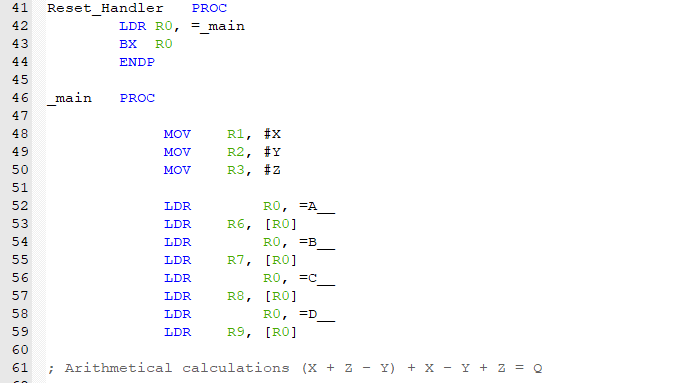 41 Reset_Handler PROC
42 LDR R0, =_main
43 BX R0
44 ENDP
45
46 _main PROC
47
48 MOV R1, #X
49 MOV R2, #Y
50 MOV R3, #Z
51
52 LDR R0, =A__
53 LDR R6, [R0]
54 LDR R0, =B__
55 LDR R7, [R0]
56 LDR R0, =C__
57 LDR R8, [R0]
58 LDR R0, =D__
59 LDR R9, [R0]
60
61 ; Arithmetical calculations (X + Z - Y) + X - Y + Z = Q